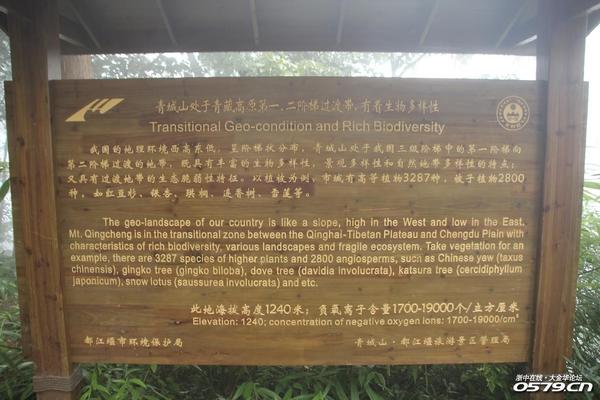 青城山处于青藏高原第一、二阶梯过渡带,有着生物多样性
Transitional Geo-condition and Rich Biodiversity
我国的地理环境西高东低,呈阶梯状分布,青城山处于我国三级阶梯中的第一阶梯向
第二阶梯过渡的地带,既具有丰富的生物多样性,景观多样性和自然地带多样性的特点;
又具有过渡地带的生态脆弱性特征。以植被为例,市域有高等植物3287种,被子植物2800
种,如红豆杉、银杏、珙桐、连香树、雪莲等。
The geo-landscape of our country is like a slope, high in the West and low in the East.
Mt. Qingcheng is in the transitional zone between the Qinghai-Tibetan Plateau and Chengdu Plain with
characteristics of rich biodiversity, various landscapes and fragile ecosystem. Take vegetation for
an example, there are 3287 species of higher plants and 2800 angiosperms, such as Chinese yew (taxus
chinensis), gingko tree (gingko biloba), dove tree (davidia involucrata), katsura tree (cercidiphyllum
japonicum), snow lotus (saussurea involucrata) and etc.
此地海拔高度1240米;负氧离子含量1700-19000个/立方厘米
Elevation: 1240; concentration of negative oxygen ions: 1700-19000/cm³
都江堰市环境保护局
青城山·都江堰旅游景区管理局
浙中在线·大金华论坛
0579.cn